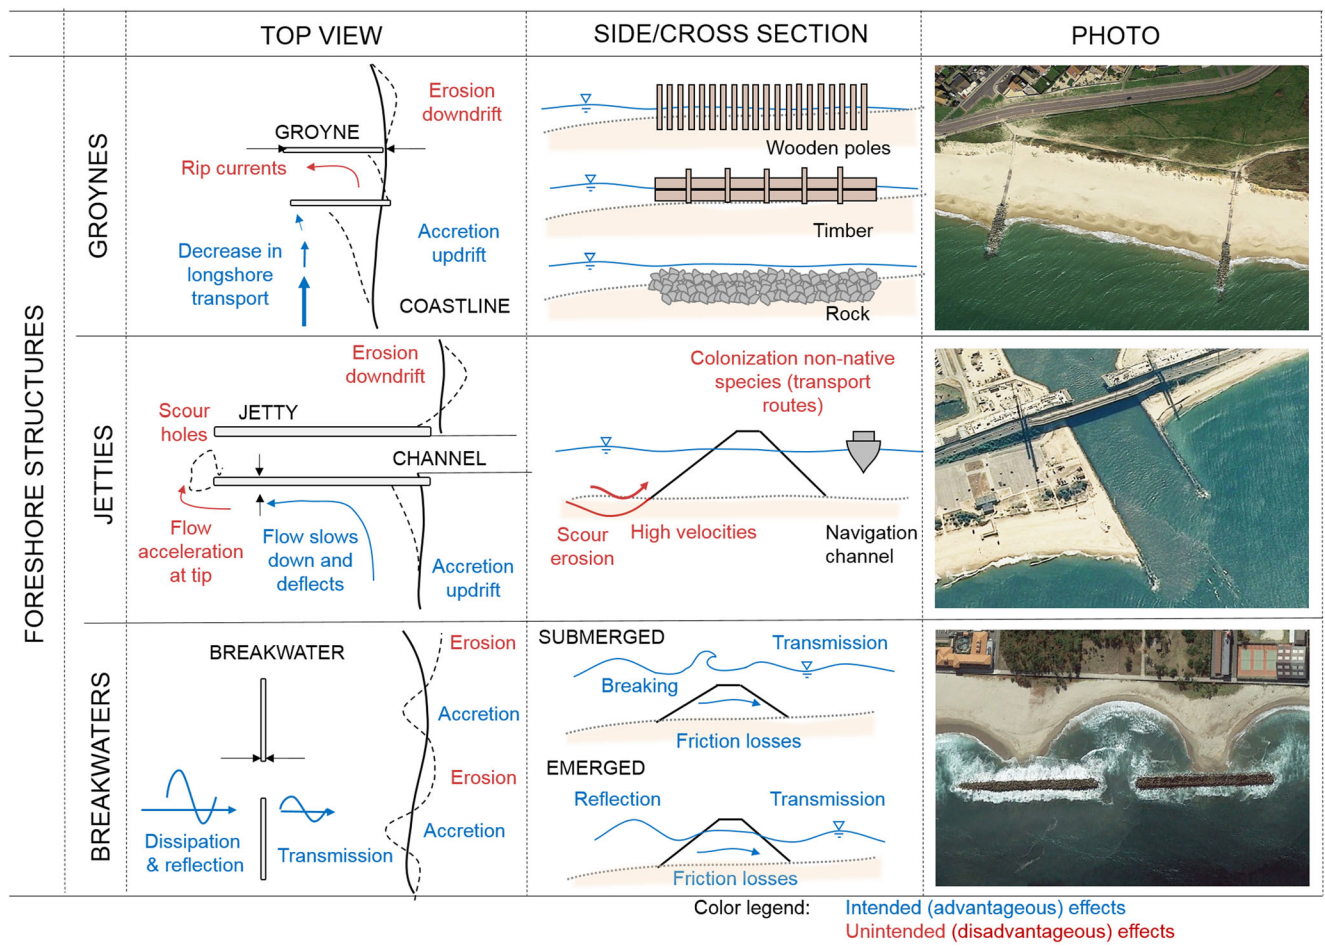 TOP VIEW
SIDE/CROSS SECTION
PHOTO
FORESHORE STRUCTURES
GROYNES
Erosion
downdrift
GROYNE
Rip currents
Accretion
updrift
Decrease in
longshore
transport
COASTLINE
Wooden poles
Timber
Rock
JETTIES
Erosion
downdrift
Scour
holes
JETTY
CHANNEL
Flow
acceleration
at tip
Flow slows
down and
deflects
Accretion
updrift
Colonization non-native
species (transport
routes)
Scour
erosion
High velocities
Navigation
channel
BREAKWATERS
BREAKWATER
Erosion
Accretion
Erosion
Accretion
Dissipation
& reflection
Transmission
SUBMERGED
Transmission
Breaking
Friction losses
EMERGED
Reflection
Transmission
Friction losses
Color legend:
Intended (advantageous) effects
Unintended (disadvantageous) effects